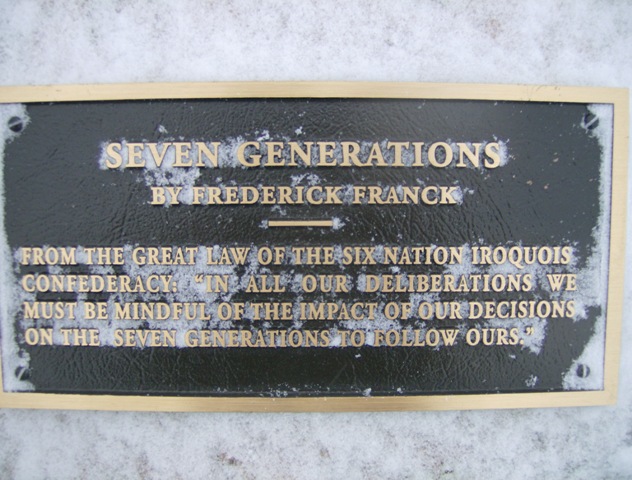 SEVEN GENERATIONS
BY FREDERICK FRANCK
FROM THE GREAT LAW OF THE SIX NATION IROQUOIS
CONFEDERACY: "IN ALL OUR DELIBERATIONS WE
MUST BE MINDFUL OF THE IMPACT OF OUR DECISIONS
ON THE SEVEN GENERATIONS TO FOLLOW OURS."